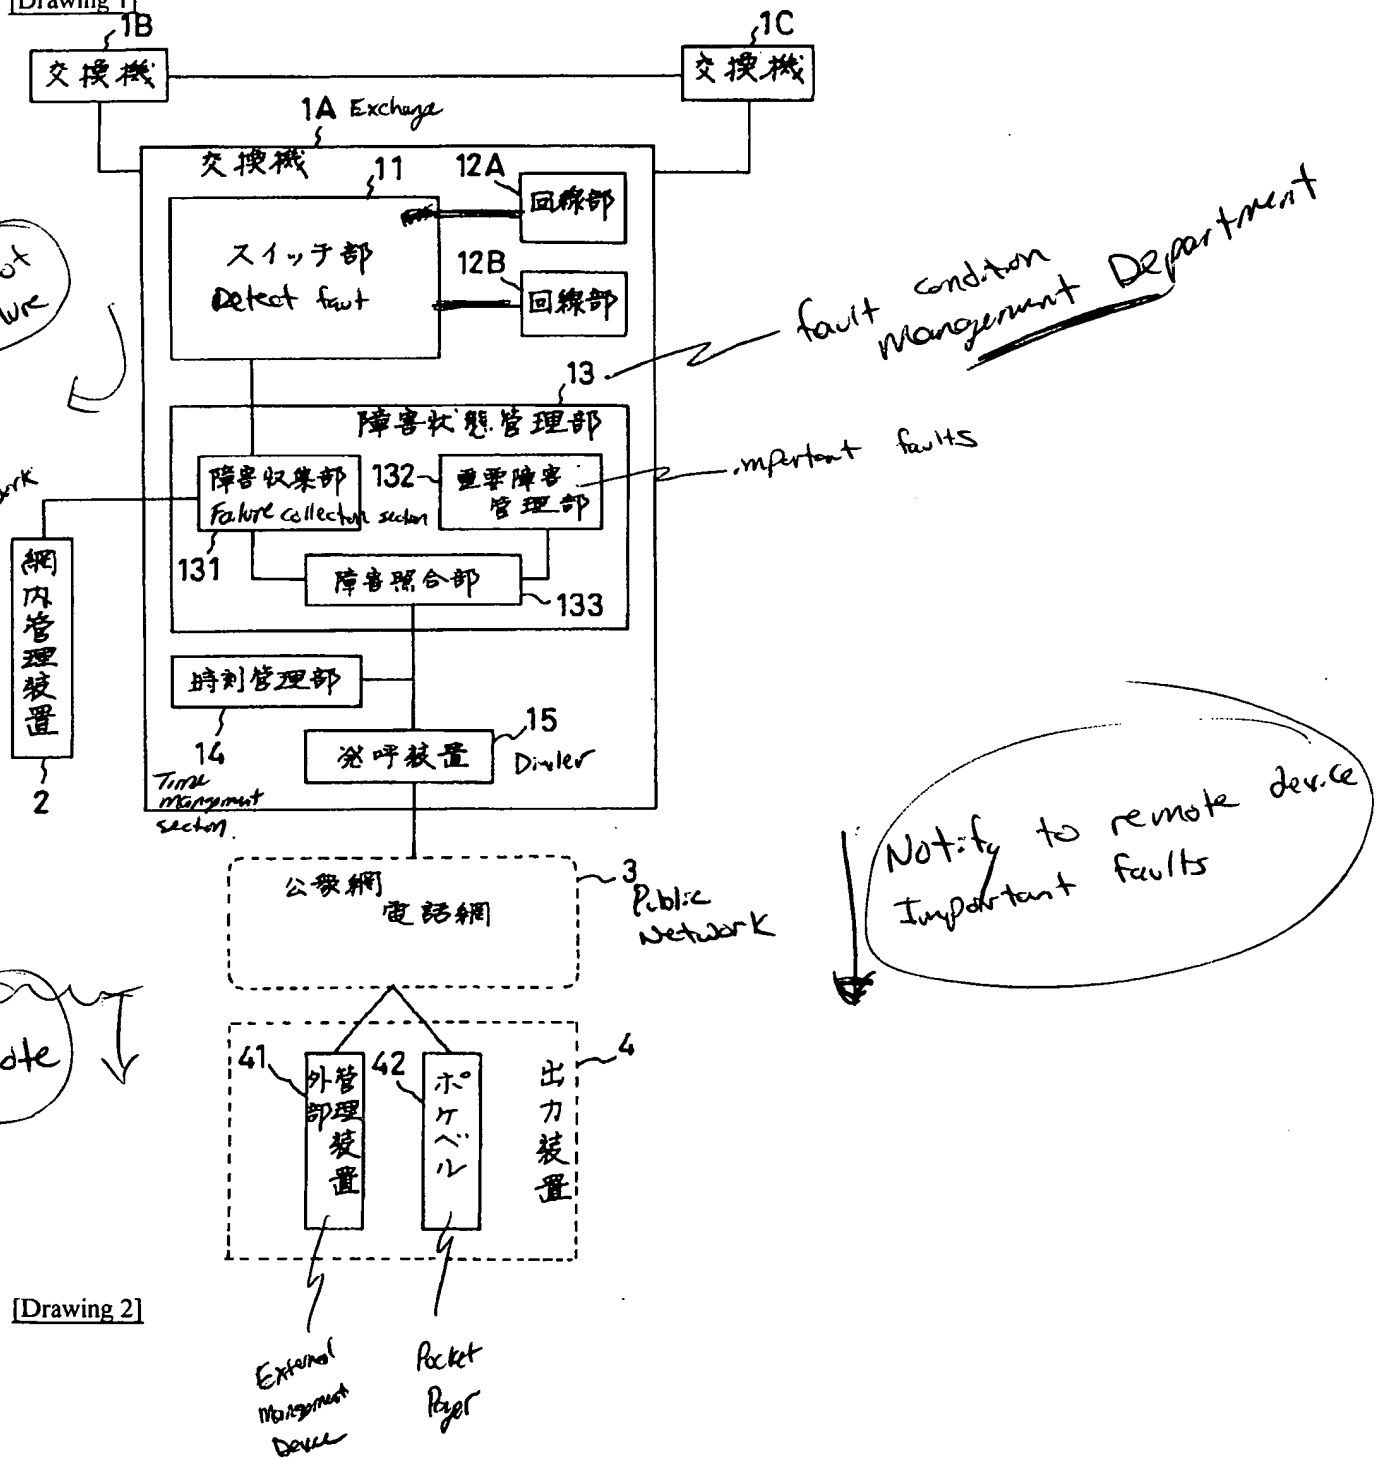 [Drawing 1]
1B
交換機
1C
交換機
1A Exchange
交換機
11
スイッチ部
Detect faut
12A
回線部
12B
回線部
fault condition
Management Department
13
障害状態管理部
障害収集部
Failure collection section
131
132
重要障害
管理部
important faults
障害照合部
133
網内管理装置
2
時刻管理部
14
Time
management
section.
発呼装置
15
Dialer
3
公衆網
電話網
Public
Network
Notify to remote device
Important faults
4
出力装置
41
外部管理装置
42
ポケベル
External
Management
Device
Pocket
Pager
[Drawing 2]